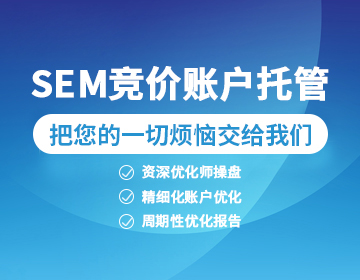 SEM竞价账户托管
把您的一切烦恼交给我们
资深优化师操盘
精细化账户优化
周期性优化报告